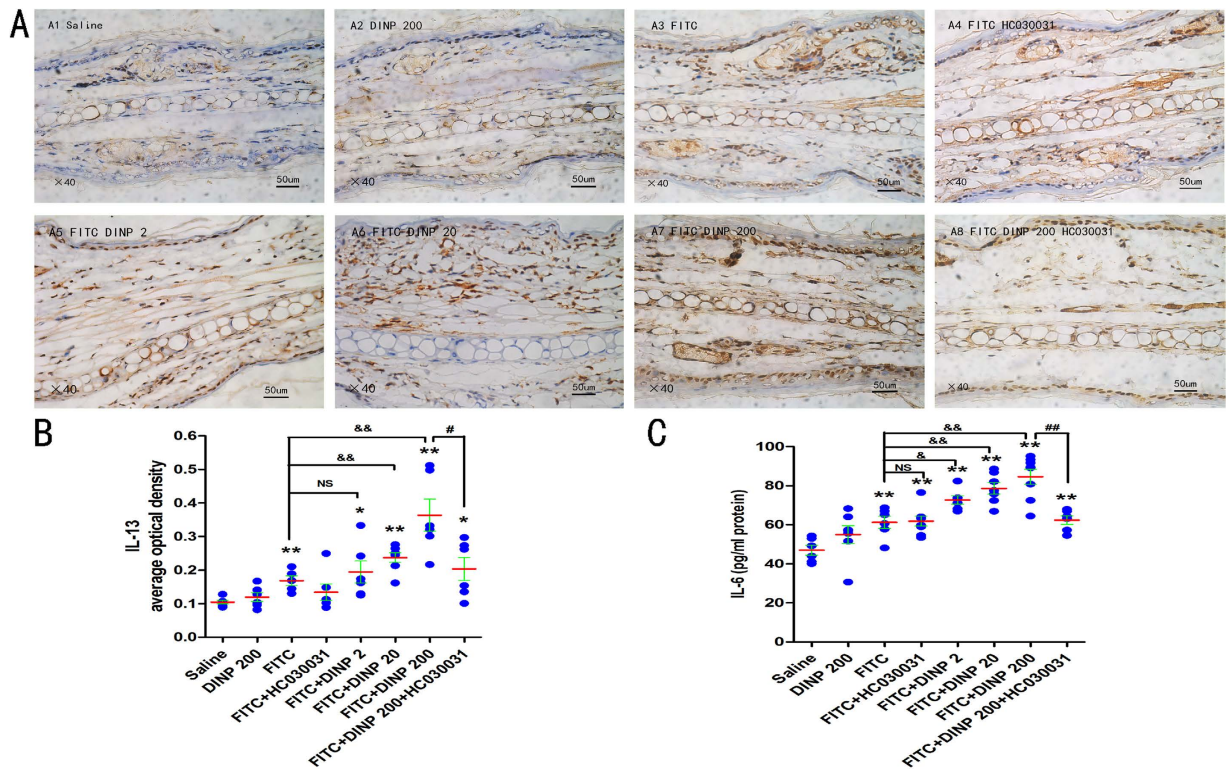 A
A1 Saline
A2 DINP 200
A3 FITC
A4 FITC HC030031
×40
50um
×40
50um
×40
50um
×40
50um
A5 FITC DINP 2
A6 FITC DINP 20
A7 FITC DINP 200
A8 FITC DINP 200 HC030031
×40
50um
×40
50um
×40
50um
×40
50um
B
IL-13
average optical density
0.6
0.5
0.4
0.3
0.2
0.1
0.0
&&
#
&&
NS
**
*
**
**
*
Saline
DINP 200
FITC
FITC+HC030031
FITC+DINP 2
FITC+DINP 20
FITC+DINP 200
FITC+DINP 200+HC030031
C
IL-6 (pg/ml protein)
100
80
60
40
20
0
&&
##
&&
&
NS
**
**
**
**
**
**
Saline
DINP 200
FITC
FITC+HC030031
FITC+DINP 2
FITC+DINP 20
FITC+DINP 200
FITC+DINP 200+HC030031